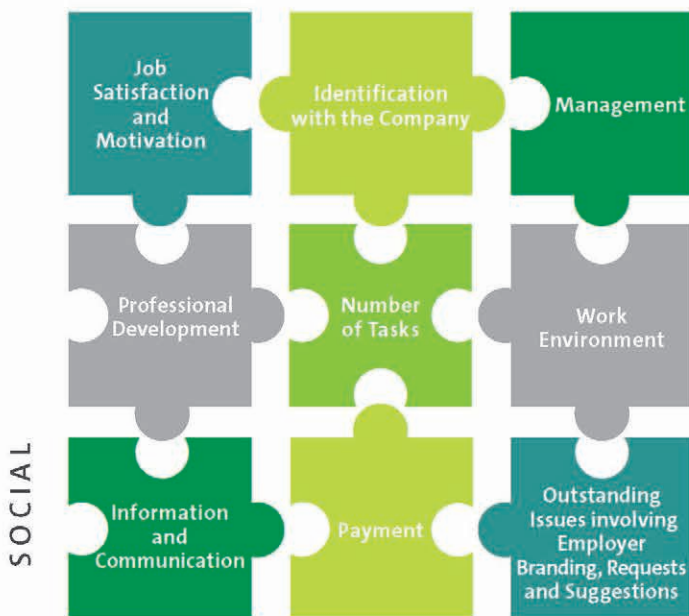 Job
Satisfaction
and
Motivation
Identification
with the Company
Management
Professional
Development
Number
of Tasks
Work
Environment
Information
and
Communication
Payment
Outstanding
Issues involving
Employer
Branding, Requests
and Suggestions
SOCIAL